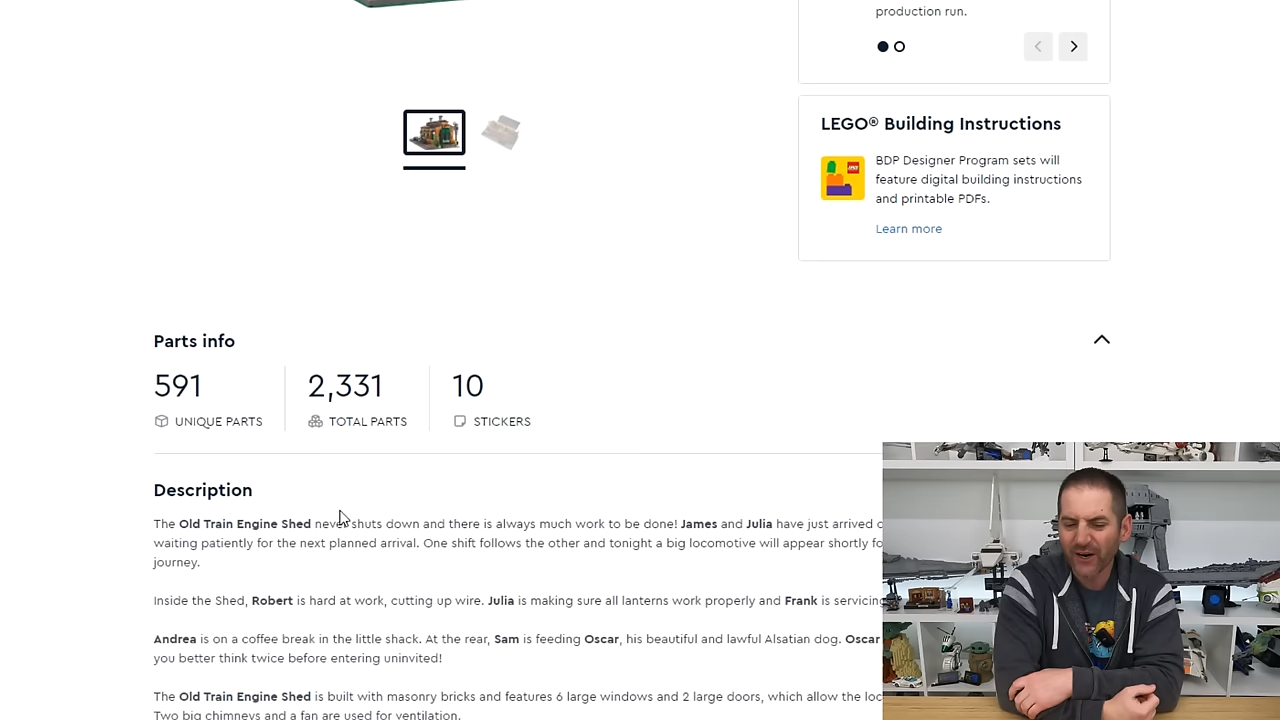 production run.
LEGO® Building Instructions
BDP Designer Program sets will
feature digital building instructions
and printable PDFs.
Learn more
Parts info
591
UNIQUE PARTS
2,331
TOTAL PARTS
10
STICKERS
Description
The Old Train Engine Shed never shuts down and there is always much work to be done! James and Julia have just arrived
waiting patiently for the next planned arrival. One shift follows the other and tonight a big locomotive will appear shortly
journey.
Inside the Shed, Robert is hard at work, cutting up wire. Julia is making sure all lanterns work properly and Frank is servicing
Andrea is on a coffee break in the little shack. At the rear, Sam is feeding Oscar, his beautiful and lawful Alsatian dog. Oscar
you better think twice before entering uninvited!
The Old Train Engine Shed is built with masonry bricks and features 6 large windows and 2 large doors, which allow the
Two big chimneys and a fan are used for ventilation.